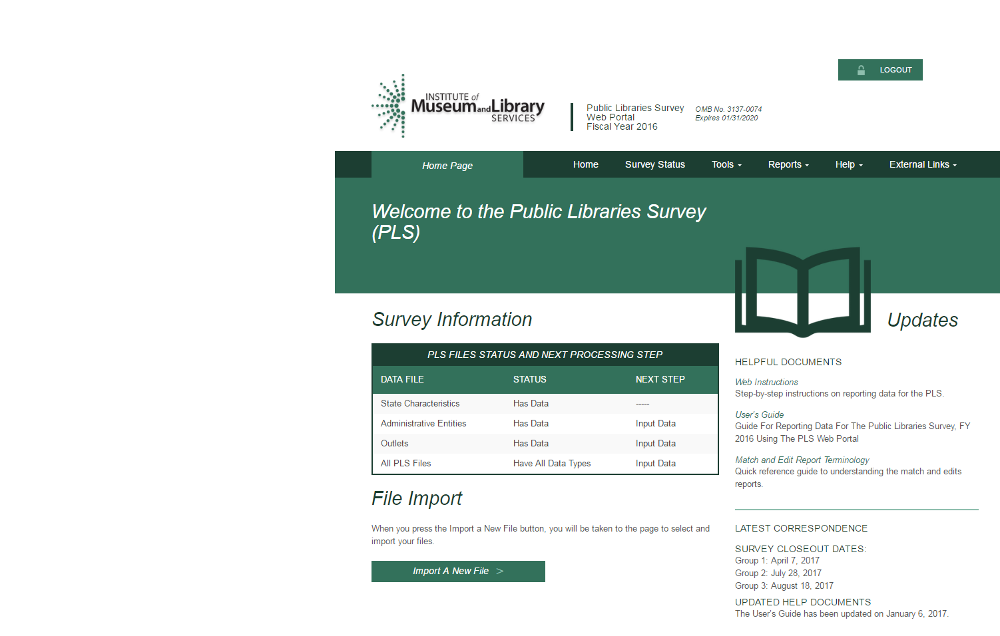 LOGOUT
INSTITUTE of
Museum and Library
SERVICES
Public Libraries Survey
Web Portal
Fiscal Year 2016
OMB No. 3137-0074
Expires 01/31/2020
Home Page
Home Survey Status Tools Reports Help External Links
Welcome to the Public Libraries Survey
(PLS)
Survey Information
PLS FILES STATUS AND NEXT PROCESSING STEP
DATA FILE STATUS NEXT STEP
State Characteristics Has Data -----
Administrative Entities Has Data Input Data
Outlets Has Data Input Data
All PLS Files Have All Data Types Input Data
File Import
When you press the Import a New File button, you will be taken to the page to select and
import your files.
Import A New File >
Updates
HELPFUL DOCUMENTS
Web Instructions
Step-by-step instructions on reporting data for the PLS.
User's Guide
Guide For Reporting Data For The Public Libraries Survey, FY
2016 Using The PLS Web Portal
Match and Edit Report Terminology
Quick reference guide to understanding the match and edits
reports.
LATEST CORRESPONDENCE
SURVEY CLOSEOUT DATES:
Group 1: April 7, 2017
Group 2: July 28, 2017
Group 3: August 18, 2017
UPDATED HELP DOCUMENTS
The User's Guide has been updated on January 6, 2017.